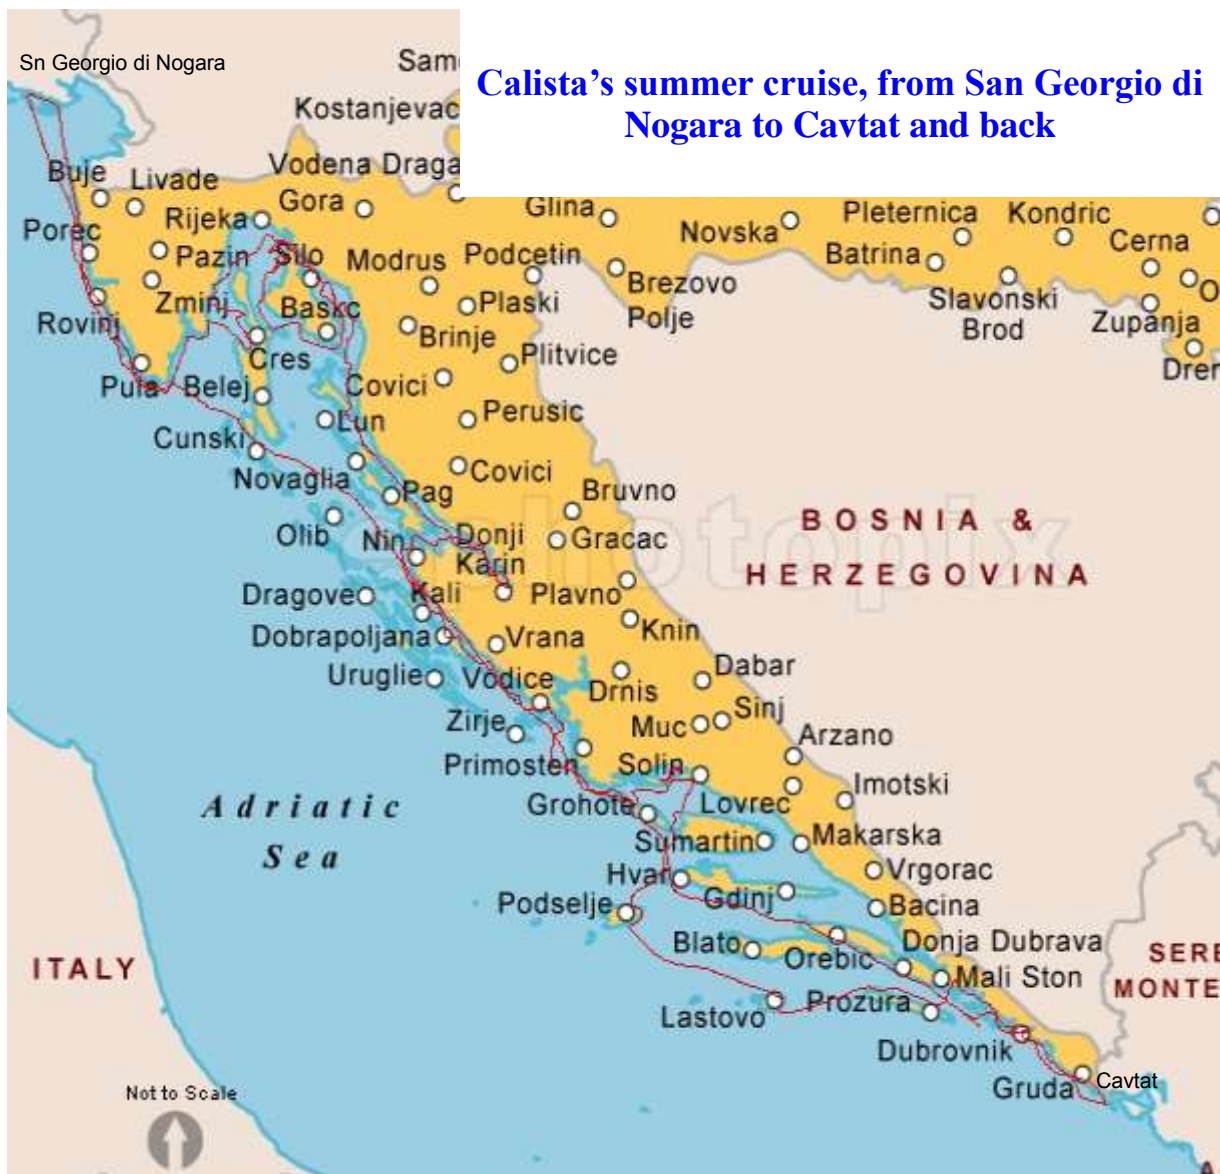 Sn Georgio di Nogara
Calista's summer cruise, from San Georgio di
Nogara to Cavtat and back
Sam
Kostanjevac
Vodena Draga
Buje
Livade
Rijeka
Gora
Glina
Novska
Pleternica
Kondric
Porec
Pazin
Silo
Modrus
Podcetin
Batrina
Cerna
Zminj
Baskc
Plaski
Brezovo
Polje
Slavonski
Brod
O
Zupanja
Rovinj
Brinje
Plitvice
Drer
Cres
Pula
Belej
Covici
Perusic
Cunski
Lun
Novaglia
Covici
Pag
Bruvno
BOSNIA &
HERZEGOVINA
Olib
Nin
Donji
Karin
Gracac
Dragove
Kali
Plavno
Knin
Dobrapoljana
Vrana
Uruglie
Vodice
Drnis
Dabar
Zirje
Muc
Sinj
Arzano
Primosten
Solin
Imotski
Adriatic
Sea
Grohote
Lovrec
Sumartin
Makarska
Hvar
Gdinj
Vrgorac
Podselje
Bacina
Blato
Orebic
Donja Dubrava
ITALY
Mali Ston
SERE
MONTE
Lastovo
Prozura
Dubrovnik
Gruda
Cavtat
Not to Scale
A